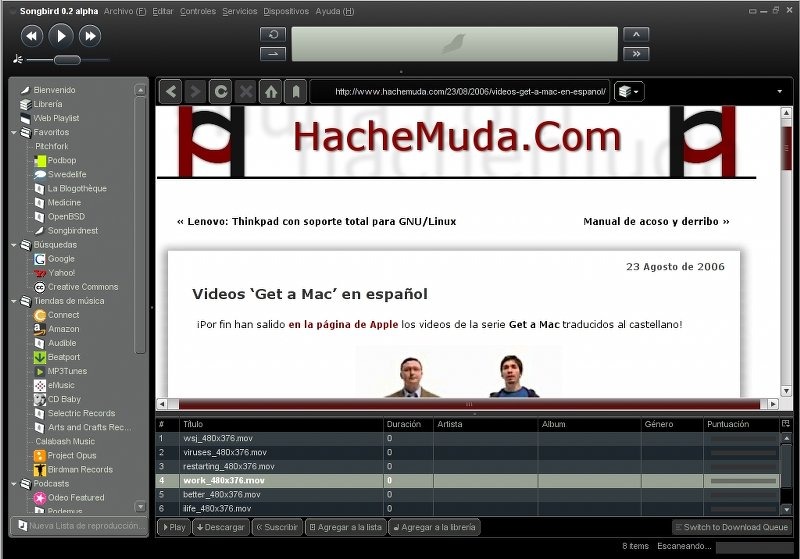 Songbird 0.2 alpha Archivo (F) Editar Controles Servicios Dispositivos Ayuda (H)
http://www.hachemuda.com/23/08/2006/videos-get-a-mac-en-espanol/
Bienvenido
Librería
Web Playlist
Favoritos
Pitchfork
Podbop
Swedelife
La Blogothèque
Medicine
OpenBSD
Songbirdnest
Búsquedas
Google
Yahoo!
Creative Commons
Tiendas de música
Connect
Amazon
Audible
Beatport
MP3Tunes
eMusic
CD Baby
Selectric Records
Arts and Crafts Rec...
Calabash Music
Project Opus
Birdman Records
Podcasts
Odeo Featured
Podemus
Nueva Lista de reproducción...
HacheMuda.Com
« Lenovo: Thinkpad con soporte total para GNU/Linux
Manual de acoso y derribo »
23 Agosto de 2006
Videos ‘Get a Mac’ en español
¡Por fin han salido en la página de Apple los videos de la serie Get a Mac traducidos al castellano!
# Título Duración Artista Album Género Puntuación
1 wsj_480x376.mov 0
2 viruses_480x376.mov 0
3 restarting_480x376.mov 0
4 work_480x376.mov 0
5 better_480x376.mov 0
6 ilife_480x376.mov 0
Play Descargar Suscribir Agregar a la lista Agregar a la librería Switch to Download Queue
8 items Escaneando...